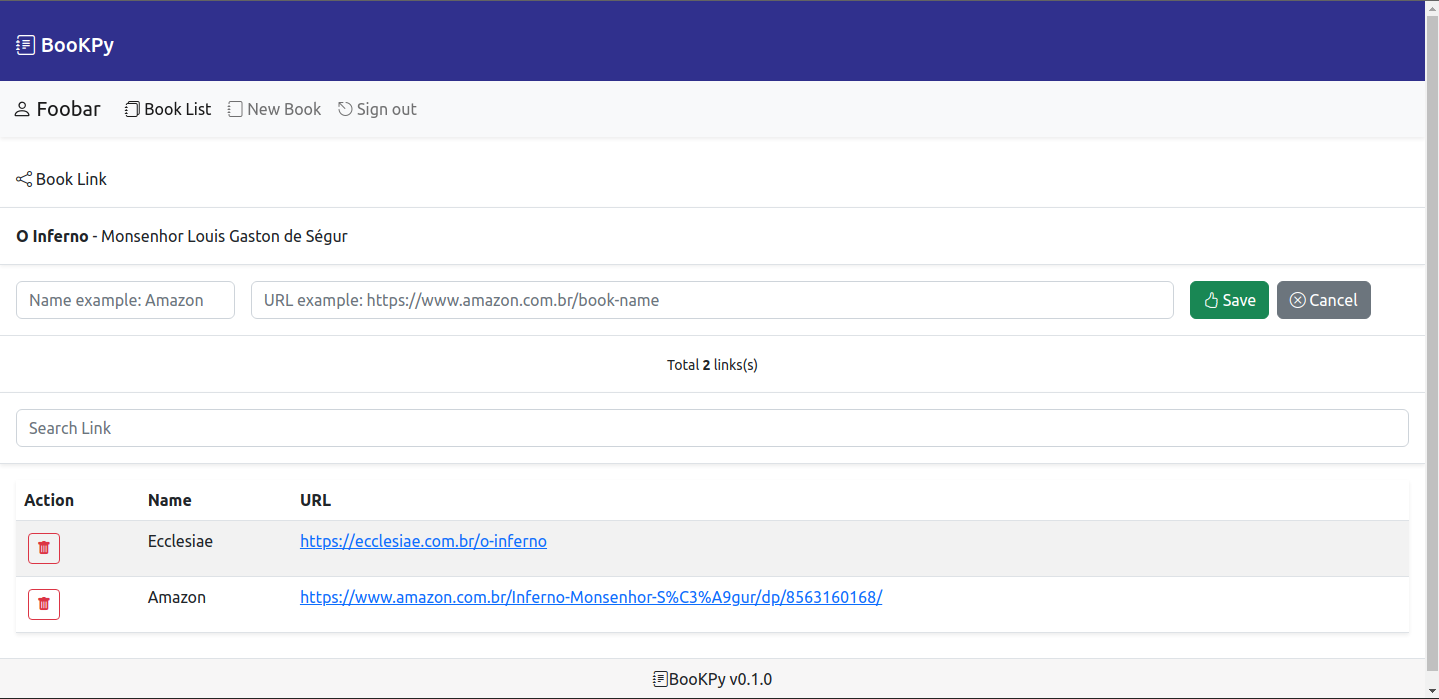 BooKPy
Foobar Book List New Book Sign out
Book Link
O Inferno - Monsenhor Louis Gaston de Ségur
Name example: Amazon URL example: https://www.amazon.com.br/book-name Save Cancel
Total 2 links(s)
Search Link
Action Name URL
Ecclesiae https://ecclesiae.com.br/o-inferno
Amazon https://www.amazon.com.br/Inferno-Monsenhor-S%C3%A9gur/dp/8563160168/
BooKPy v0.1.0